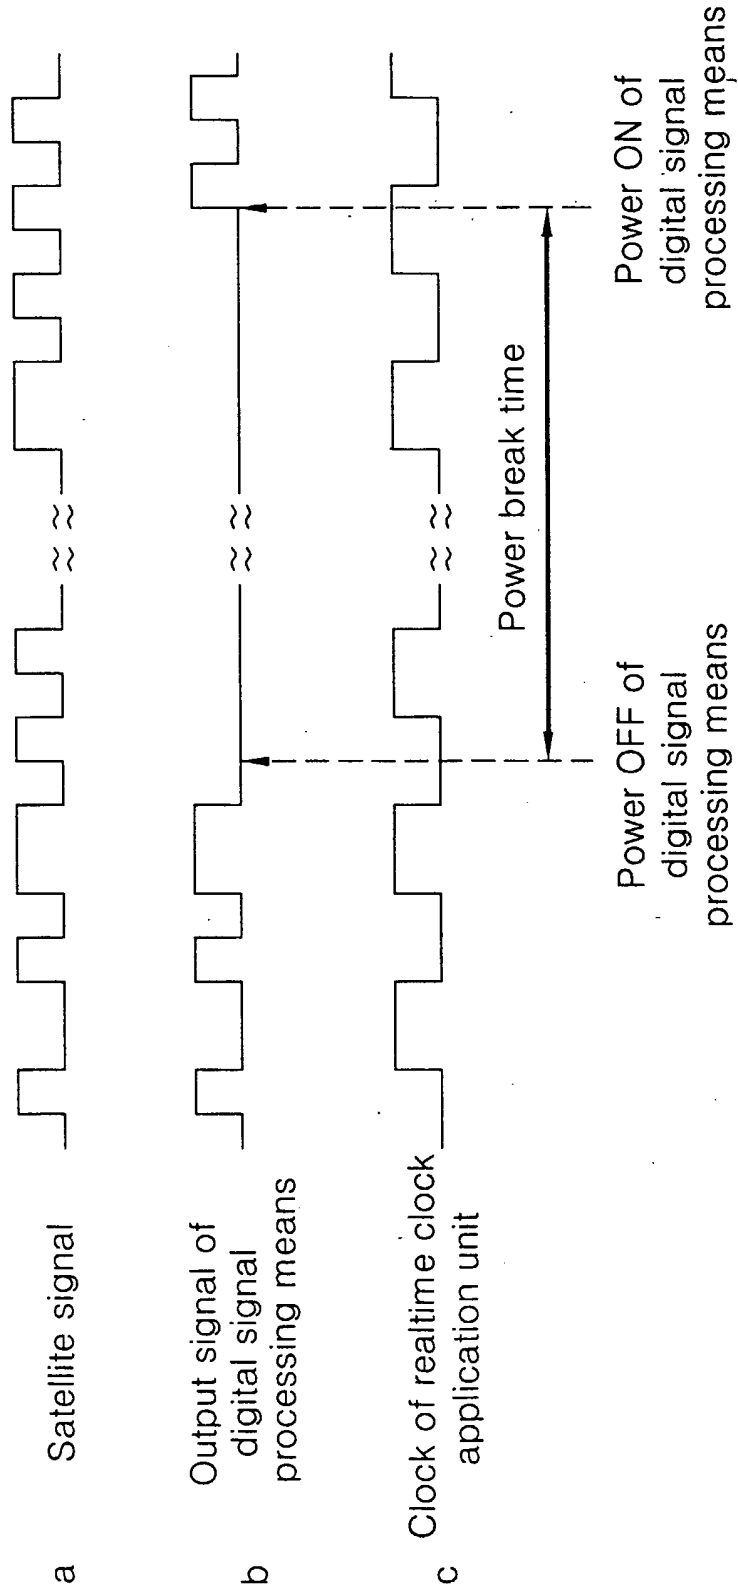 a Satellite signal
b Output signal of
digital signal
processing means
c Clock of realtime clock
application unit
Power break time
Power OFF of
digital signal
processing means
Power ON of
digital signal
processing means